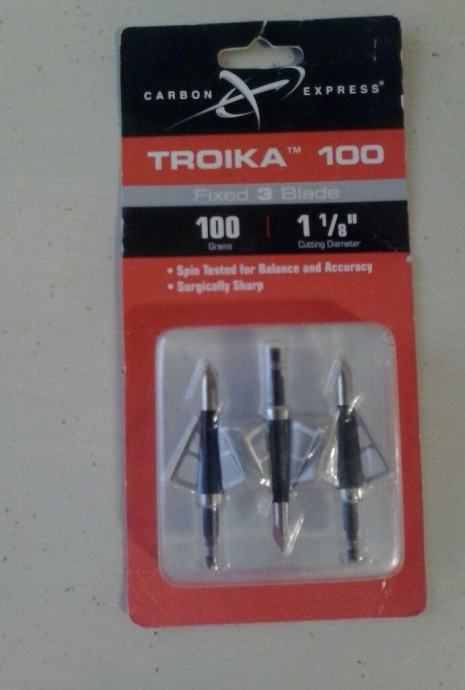 CARBON EXPRESS®
TROIKA™ 100
Fixed 3 Blade
100 1 1/8"
Grains Cutting Diameter
• Spin Tested for Balance and Accuracy
• Surgically Sharp